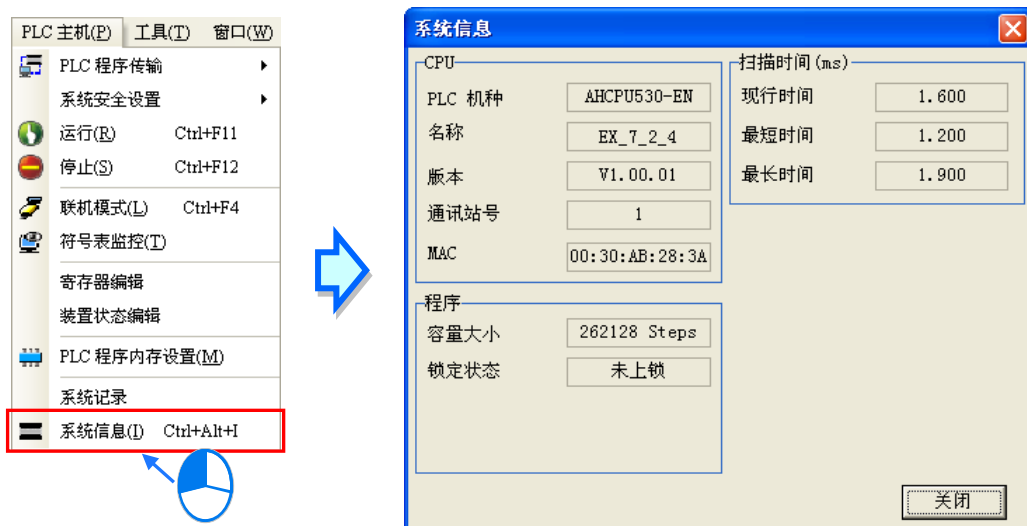 PLC 主机(P) 工具(T) 窗口(W)
PLC 程序传输
系统安全设置
运行(R) Ctrl+F11
停止(S) Ctrl+F12
联机模式(L) Ctrl+F4
符号表监控(T)
寄存器编辑
装置状态编辑
PLC 程序内存设置(M)
系统记录
系统信息(I) Ctrl+Alt+I
系统信息
CPU
PLC 机种 AHCPU530-EN
名称 EX_7_2_4
版本 V1.00.01
通讯站号 1
MAC 00:30:AB:28:3A
程序
容量大小 262128 Steps
锁定状态 未上锁
扫描时间(ms)
现行时间 1.600
最短时间 1.200
最长时间 1.900
关闭